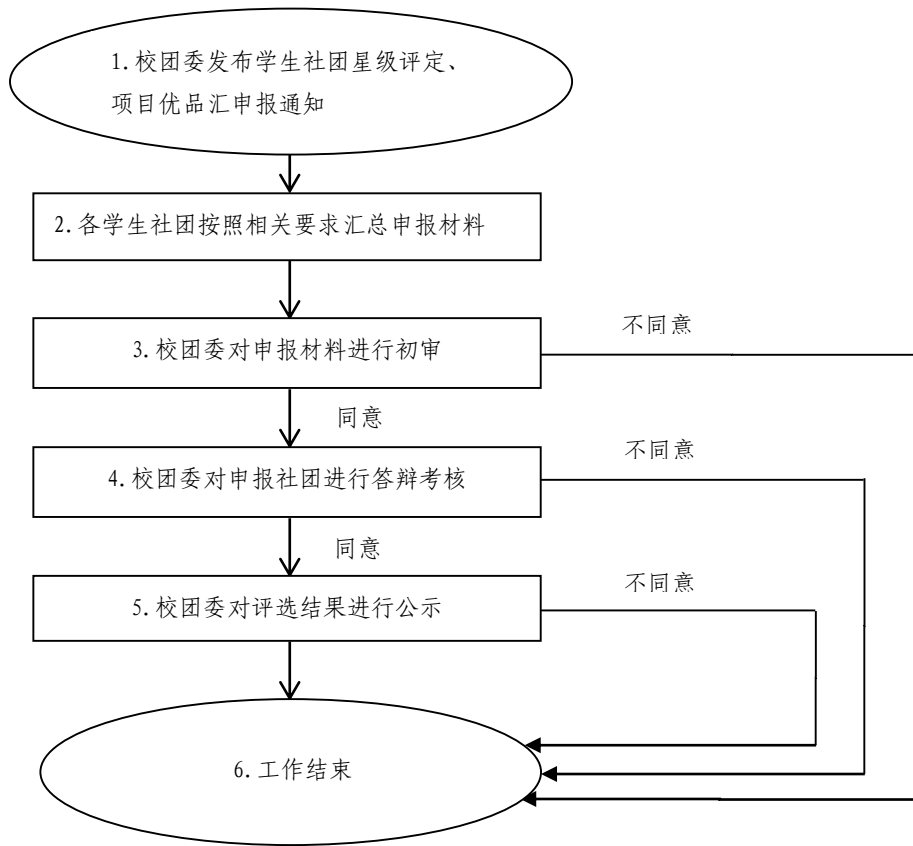 1.校团委发布学生社团星级评定、
项目优品汇申报通知
2.各学生社团按照相关要求汇总申报材料
不同意
3.校团委对申报材料进行初审
同意
不同意
4.校团委对申报社团进行答辩考核
同意
不同意
5.校团委对评选结果进行公示
6.工作结束